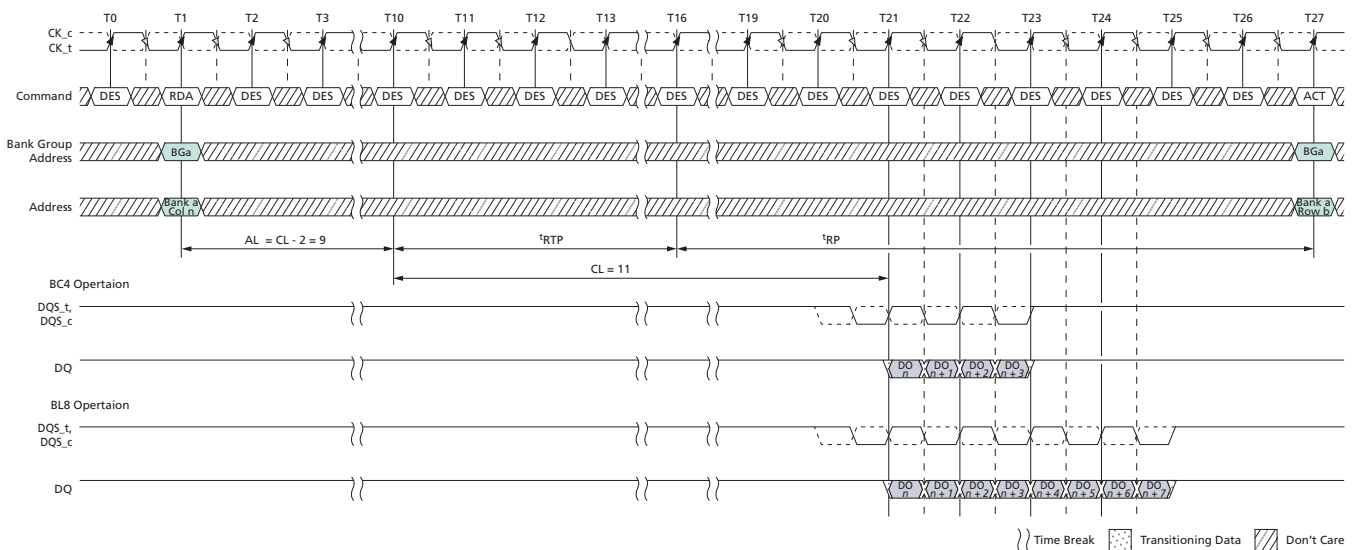 T0 T1 T2 T3 T10 T11 T12 T13 T16 T19 T20 T21 T22 T23 T24 T25 T26 T27
CK_c
CK_t
Command DES RDA DES DES DES DES DES DES DES DES DES DES DES DES DES DES DES ACT
Bank Group
Address
BGa BGa
Address
Bank a
Col n
Bank a
Row b
AL = CL - 2 = 9 tRTP tRP
CL = 11
BC4 Opertaion
DQS_t,
DQS_c
DQ
DO
n
DO
n + 1
DO
n + 2
DO
n + 3
BL8 Opertaion
DQS_t,
DQS_c
DQ
DO
n
DO
n + 1
DO
n + 2
DO
n + 3
DO
n + 4
DO
n + 5
DO
n + 6
DO
n + 7
Time Break Transitioning Data Don't Care